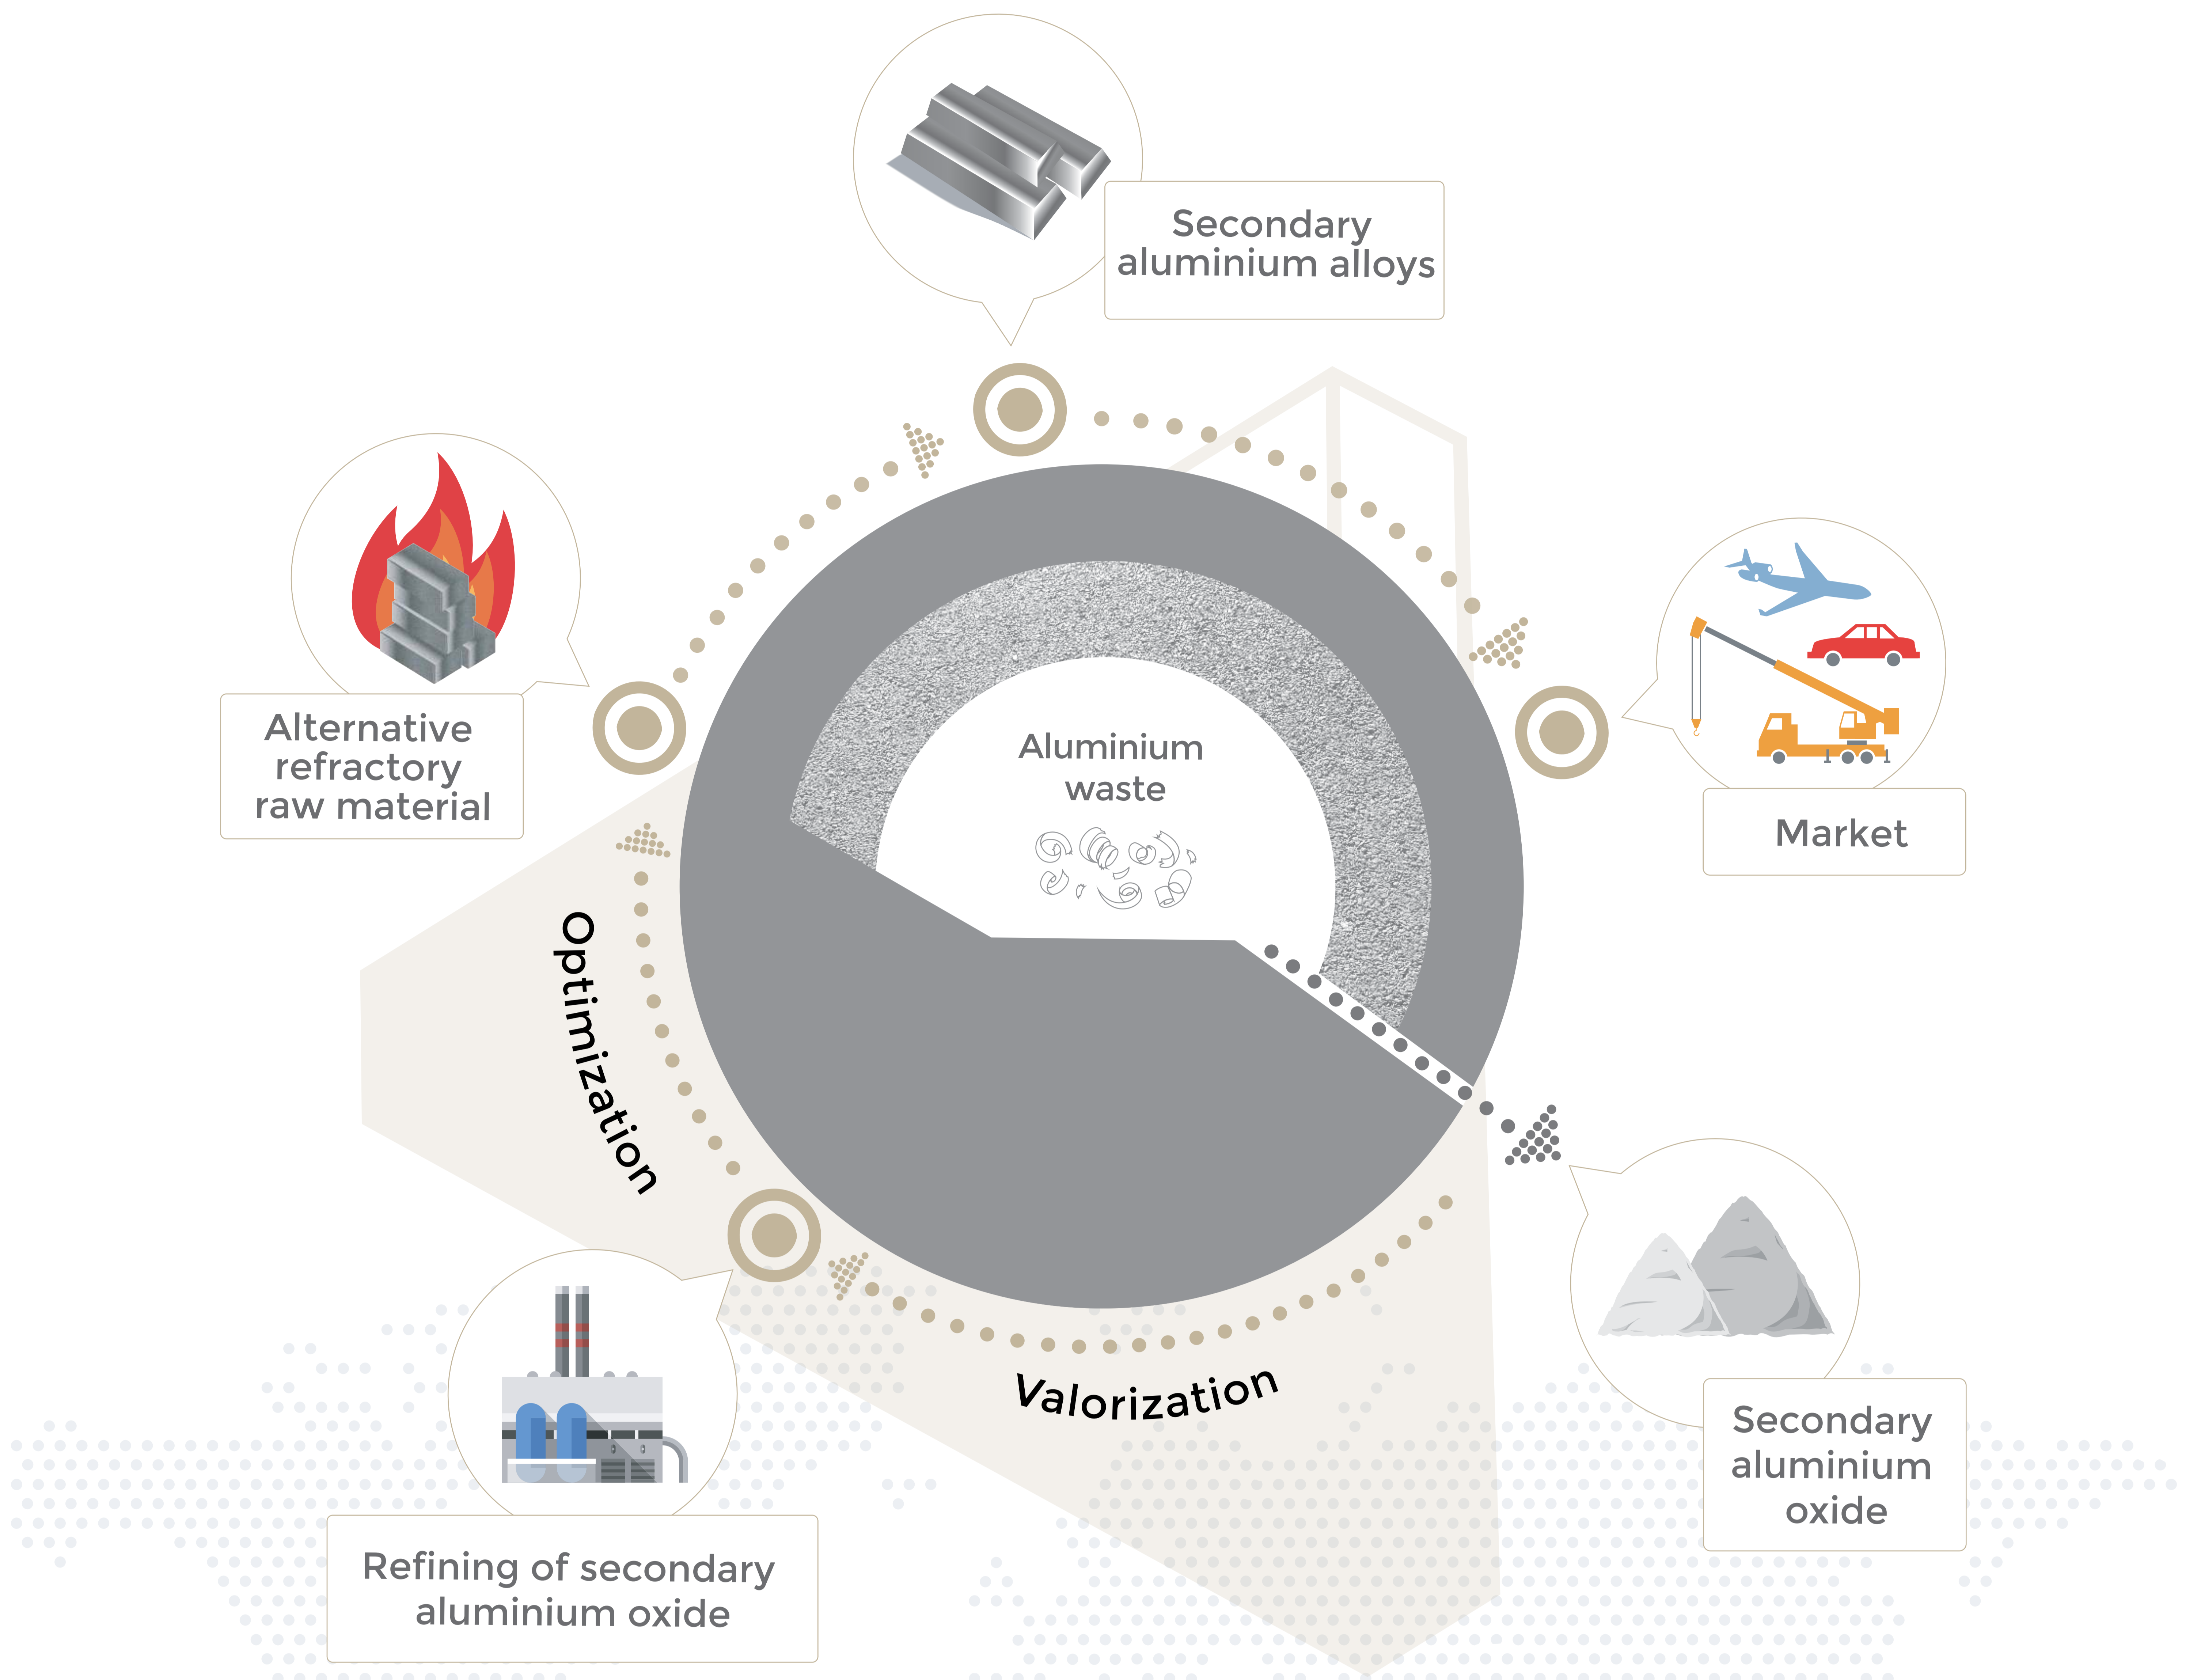 Secondary
aluminium alloys
Alternative
refractory
raw material
Aluminium
waste
Market
Optimization
Valorization
Secondary
aluminium
oxide
Refining of secondary
aluminium oxide